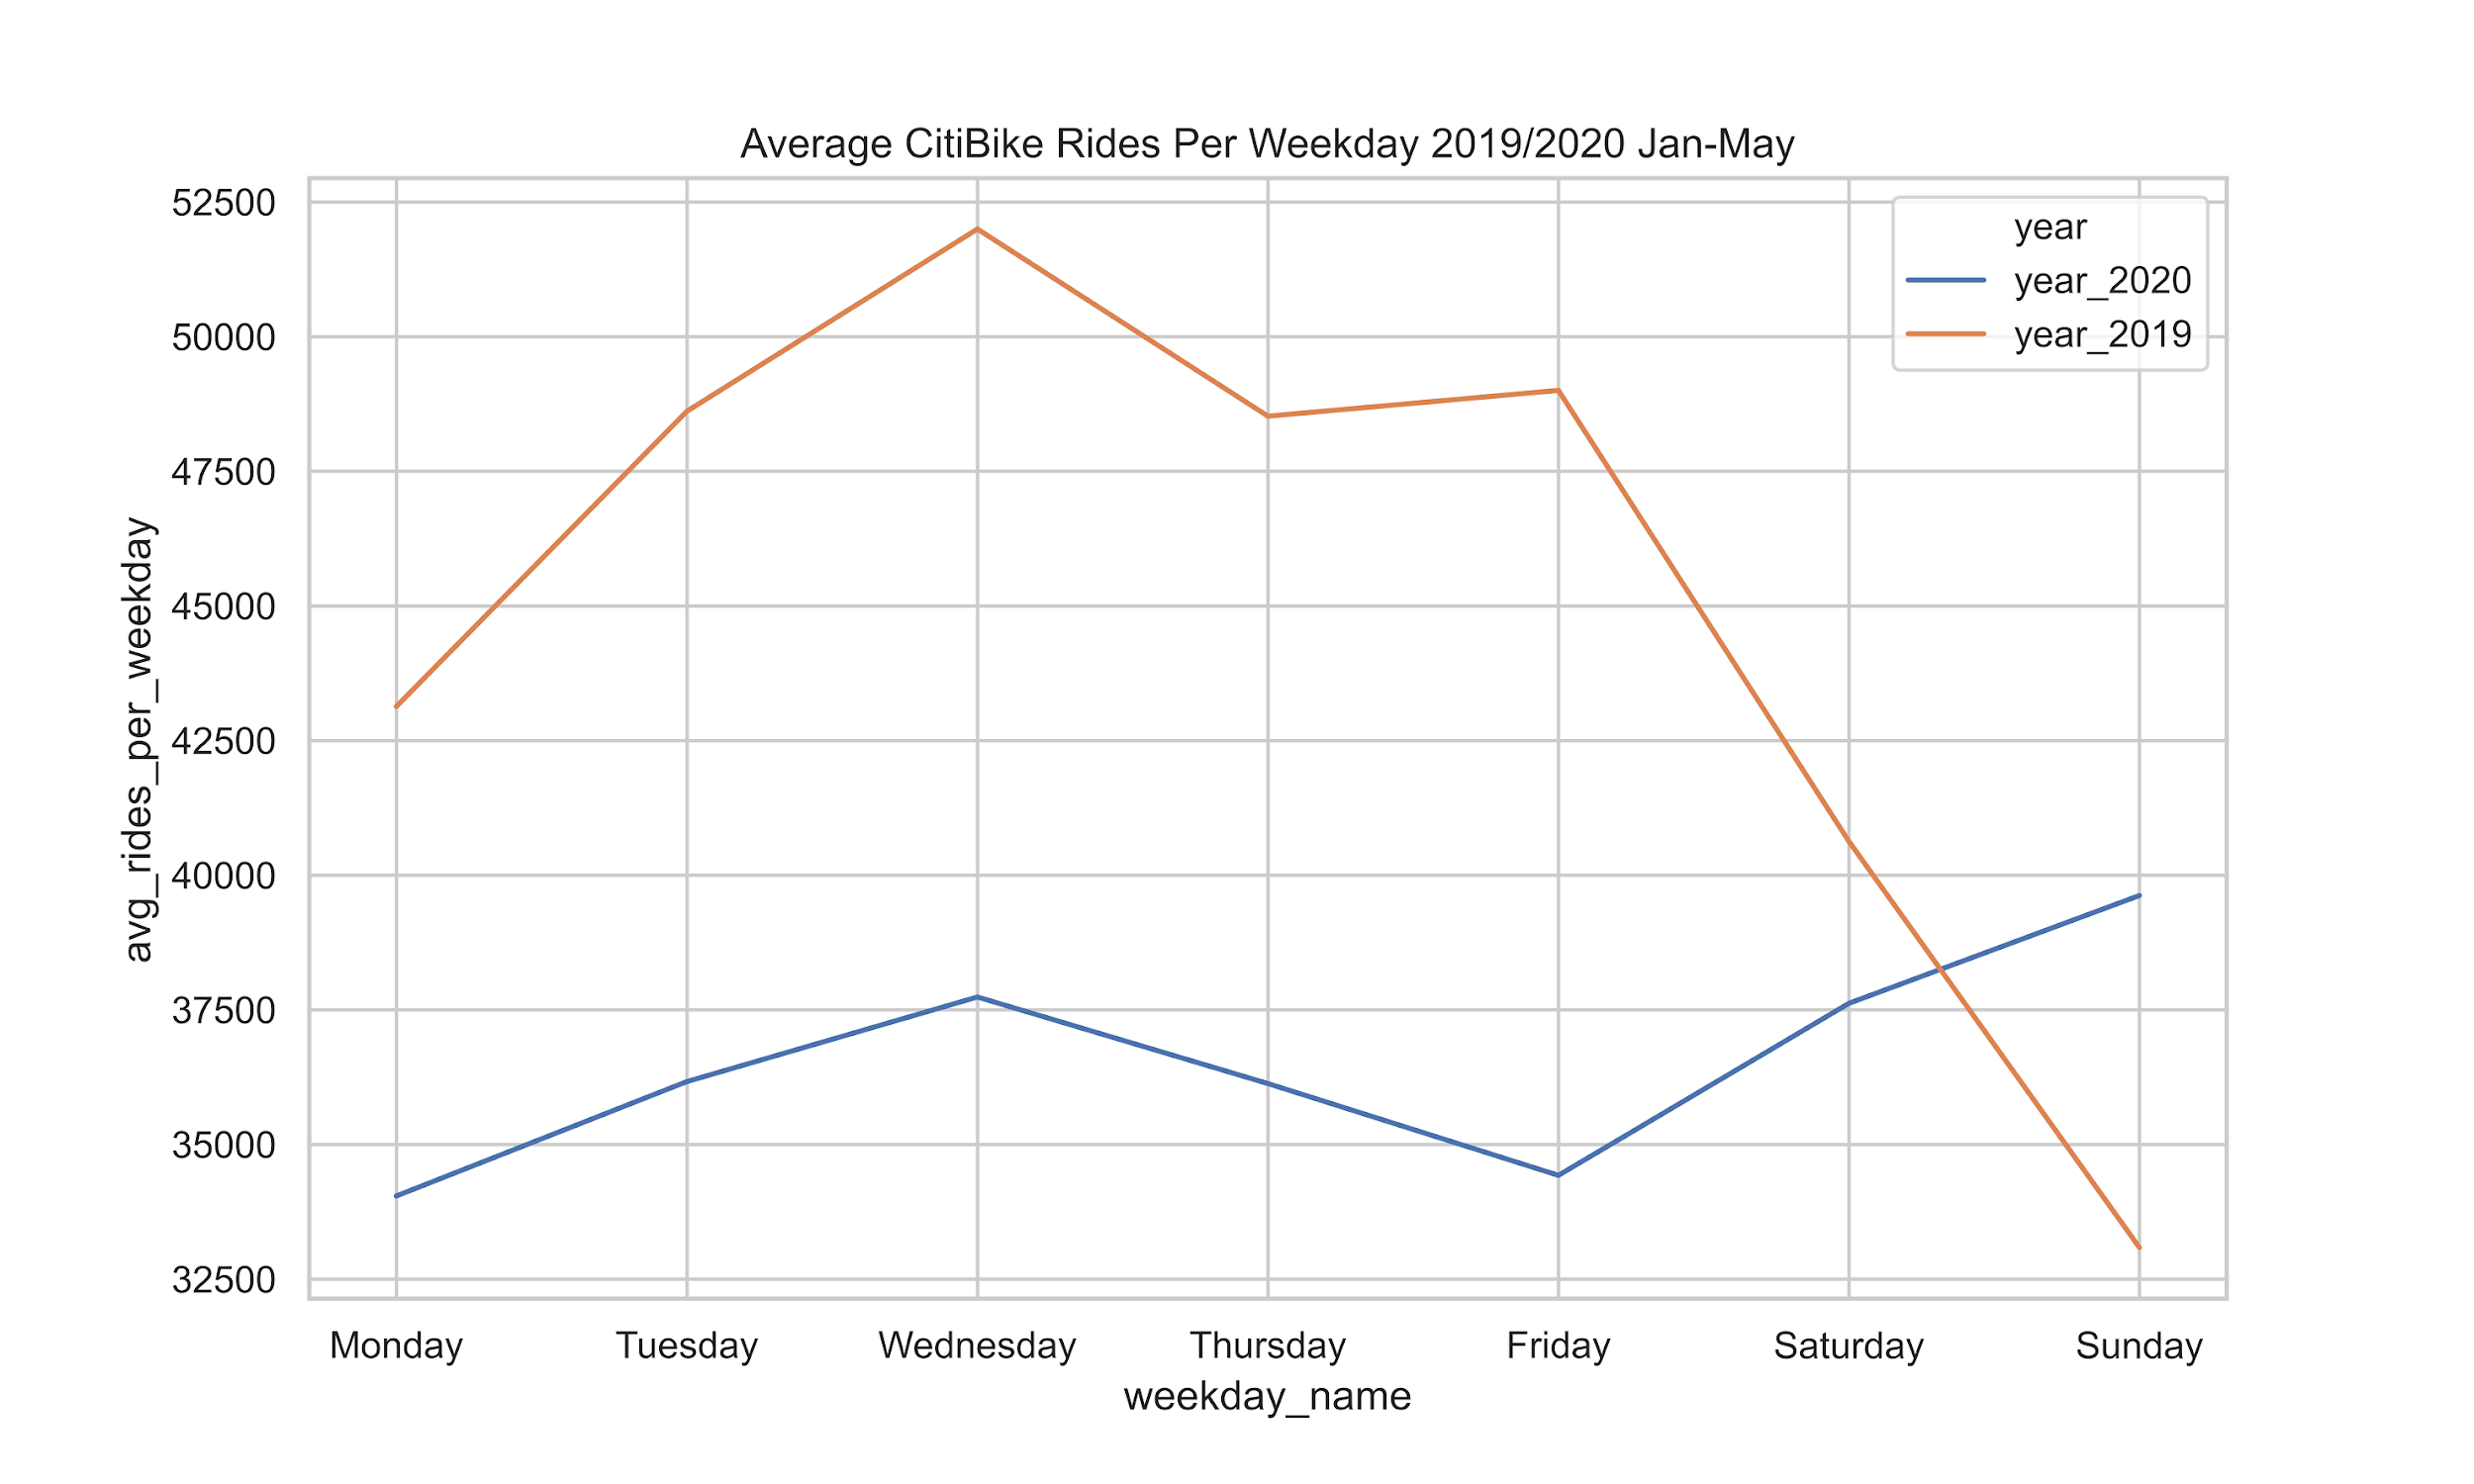 Average CitiBike Rides Per Weekday 2019/2020 Jan-May
year
year_2020
year_2019
avg_rides_per_weekday
52500
50000
47500
45000
42500
40000
37500
35000
32500
Monday Tuesday Wednesday Thursday Friday Saturday Sunday
weekday_name